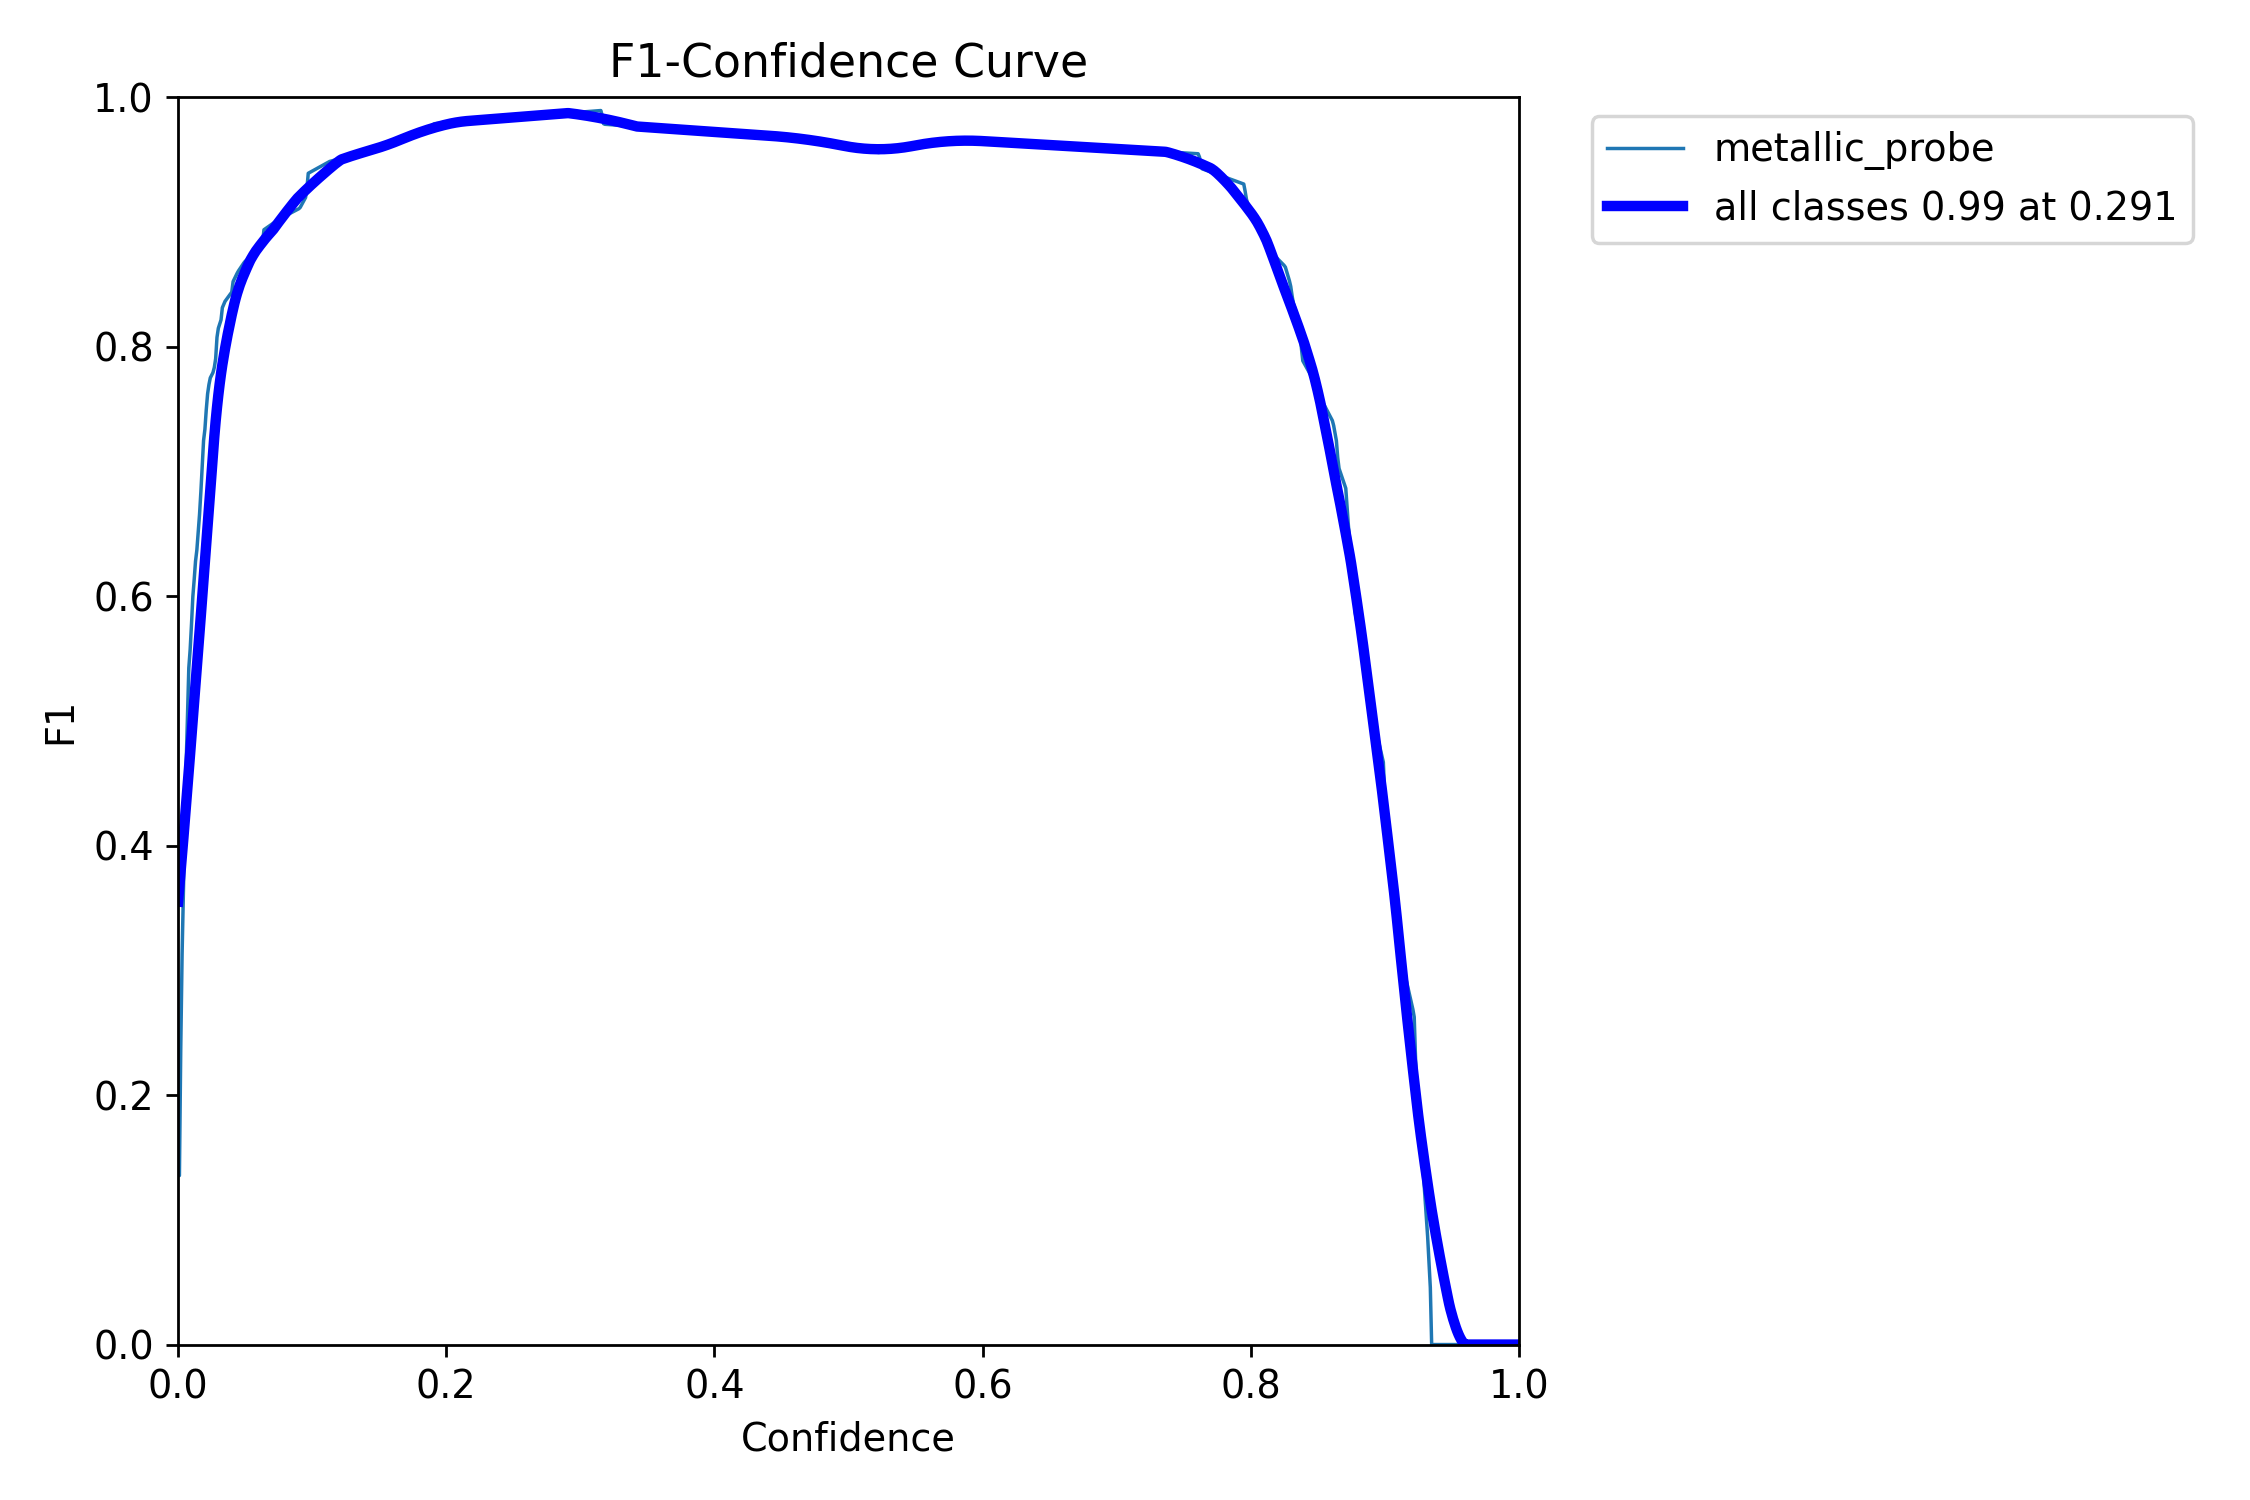 F1-Confidence Curve
1.0
0.8
0.6
0.4
0.2
0.0
F1
0.0 0.2 0.4 0.6 0.8 1.0
Confidence
metallic_probe
all classes 0.99 at 0.291